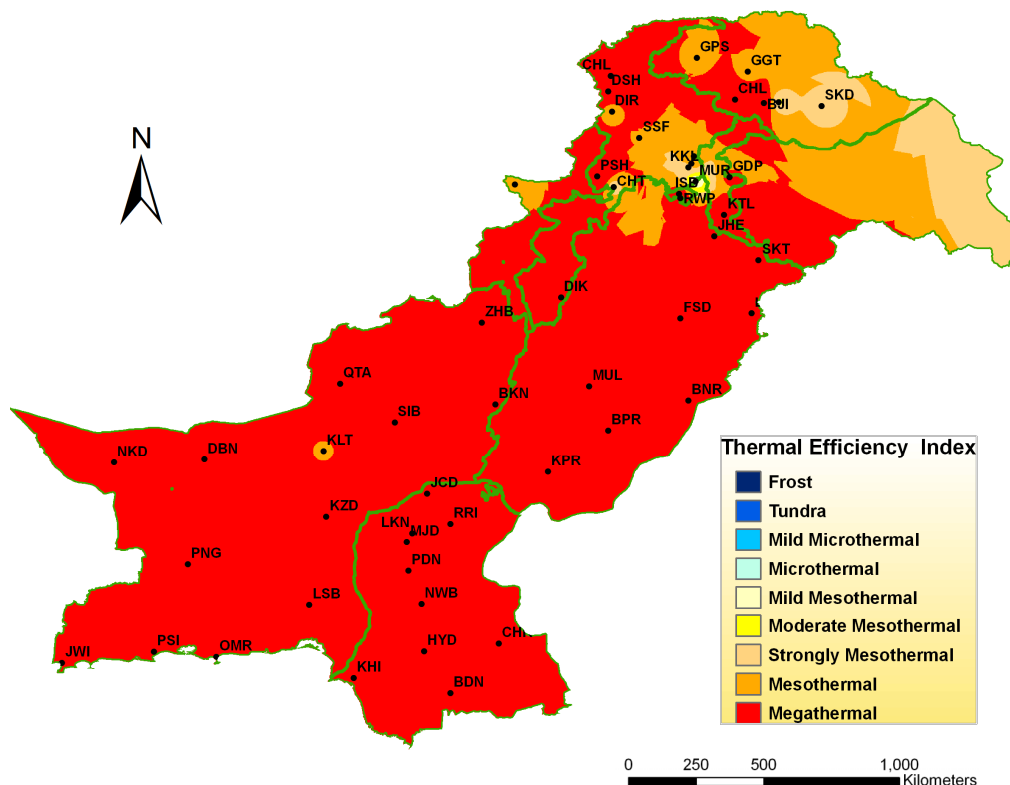 GPS
GGT
CHL
DSH
CHL
SKD
BJI
DIR
SSF
KKL
MUR
GDP
PSH
CHT
ISB
RWP
KTL
JHE
SKT
N
DIK
ZHB
FSD
QTA
MUL
BKN
BNR
SIB
BPR
KLT
NKD
DBN
KPR
JCD
KZD
RRI
LKN
MJD
PNG
PDN
LSB
NWB
HYD
JWI
PSI
OMR
KHI
BDN
Thermal Efficiency Index
Frost
Tundra
Mild Microthermal
Microthermal
Mild Mesothermal
Moderate Mesothermal
Strongly Mesothermal
Mesothermal
Megathermal
0 250 500 1,000
Kilometers